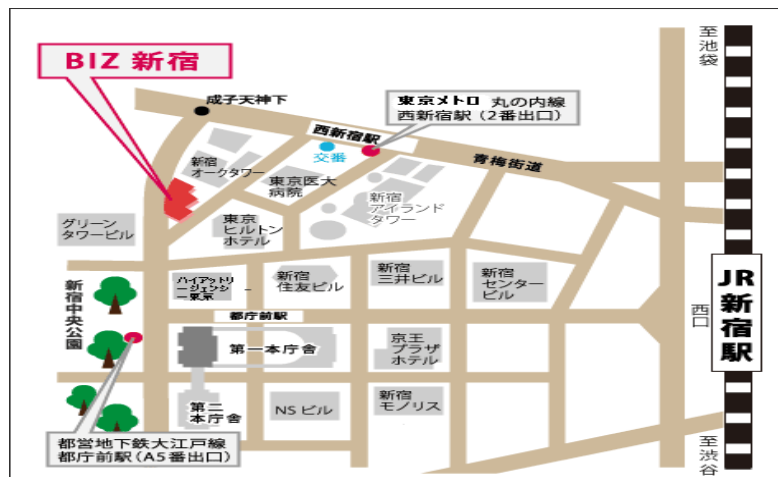 BIZ 新宿
成子天神下
東京メトロ 丸の内線
西新宿駅（2番出口）
西新宿駅
交番
青梅街道
至池袋
新宿
オークタワー
東京医大
病院
新宿
アイランド
タワー
グリーン
タワービル
東京
ヒルトン
ホテル
ハイアットリ
ージェンシ
ー東京
新宿
住友ビル
新宿
三井ビル
新宿
センター
ビル
JR新宿駅
西口
新宿中央公園
都庁前駅
第一本庁舎
京王
プラザ
ホテル
第二
本庁舎
NSビル
新宿
モノリス
都営地下鉄大江戸線
都庁前駅（A5番出口）
至渋谷